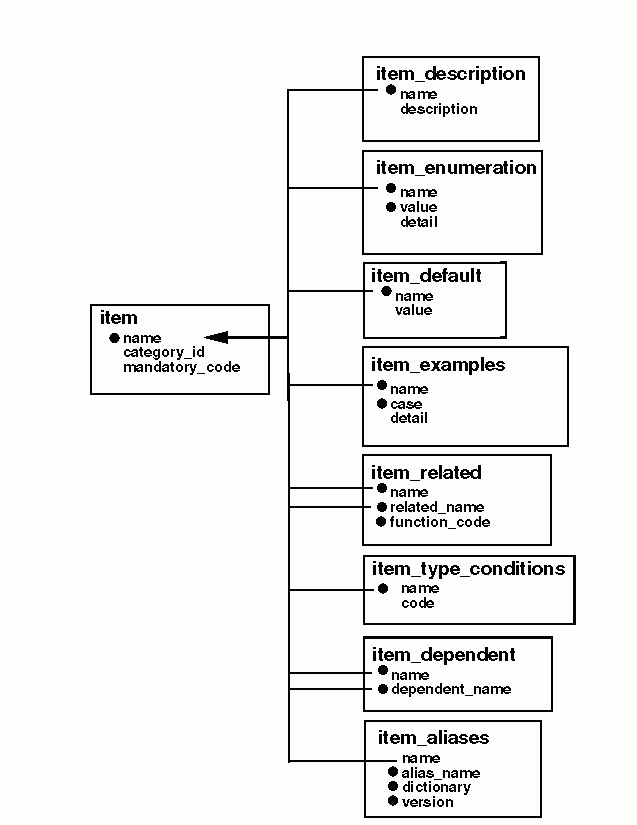 item_description
name
description
item_enumeration
name
value
detail
item_default
name
value
item
name
category_id
mandatory_code
item_examples
name
case
detail
item_related
name
related_name
function_code
item_type_conditions
name
code
item_dependent
name
dependent_name
item_aliases
name
alias_name
dictionary
version